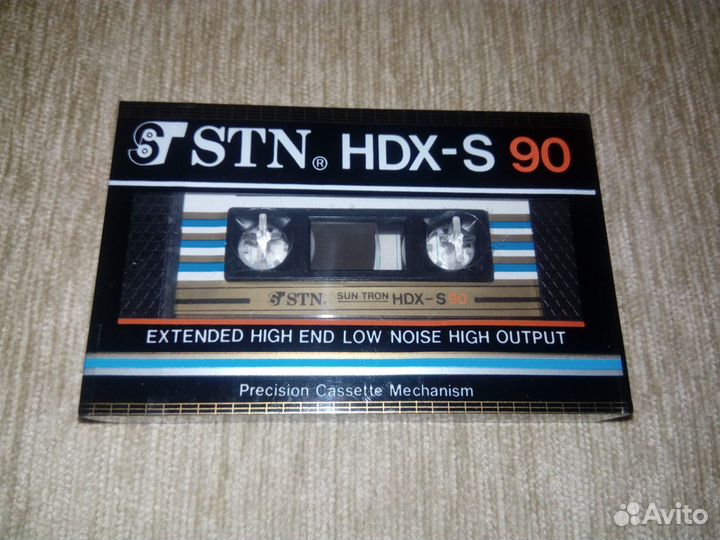 STN® HDX-S 90
STN® SUN TRON HDX-S 90
EXTENDED HIGH END LOW NOISE HIGH OUTPUT
Precision Cassette Mechanism
Avito